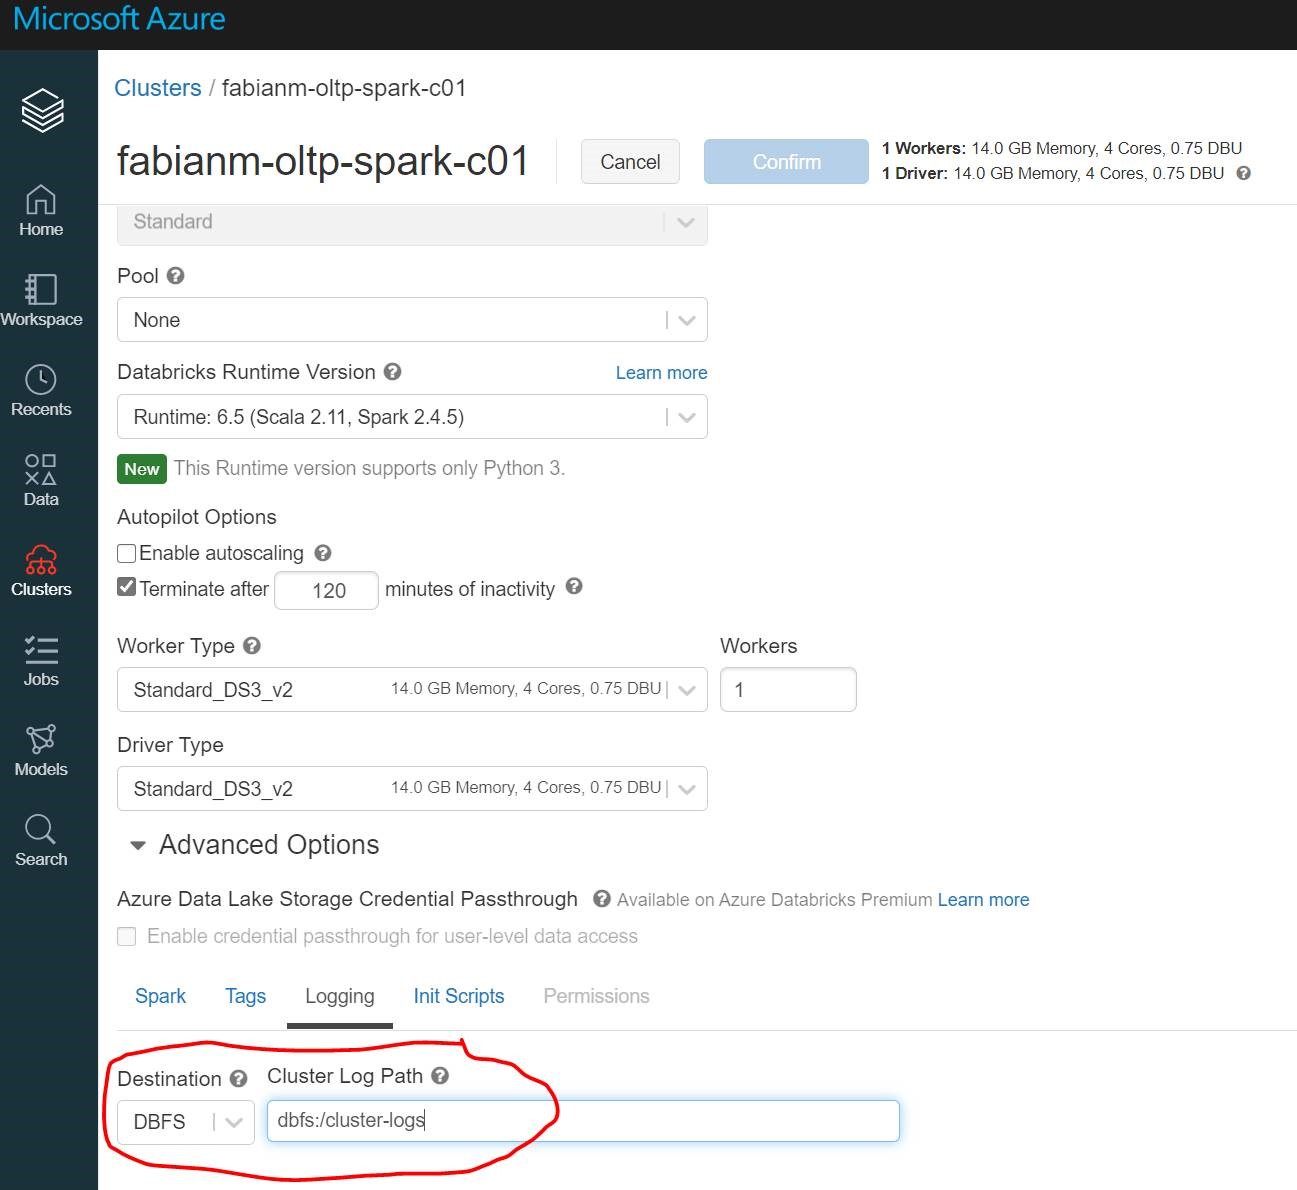 Microsoft Azure
Clusters / fabianm-oltp-spark-c01
fabianm-oltp-spark-c01
Cancel
Confirm
1 Workers: 14.0 GB Memory, 4 Cores, 0.75 DBU
1 Driver: 14.0 GB Memory, 4 Cores, 0.75 DBU ?
Home
Workspace
Recents
Data
Clusters
Jobs
Models
Search
Standard
Pool ?
None
Databricks Runtime Version ? Learn more
Runtime: 6.5 (Scala 2.11, Spark 2.4.5)
New This Runtime version supports only Python 3.
Autopilot Options
Enable autoscaling ?
Terminate after 120 minutes of inactivity ?
Worker Type ? Workers
Standard_DS3_v2 14.0 GB Memory, 4 Cores, 0.75 DBU 1
Driver Type
Standard_DS3_v2 14.0 GB Memory, 4 Cores, 0.75 DBU
Advanced Options
Azure Data Lake Storage Credential Passthrough ? Available on Azure Databricks Premium Learn more
Enable credential passthrough for user-level data access
Spark Tags Logging Init Scripts Permissions
Destination ? Cluster Log Path ?
DBFS dbfs:/cluster-logs